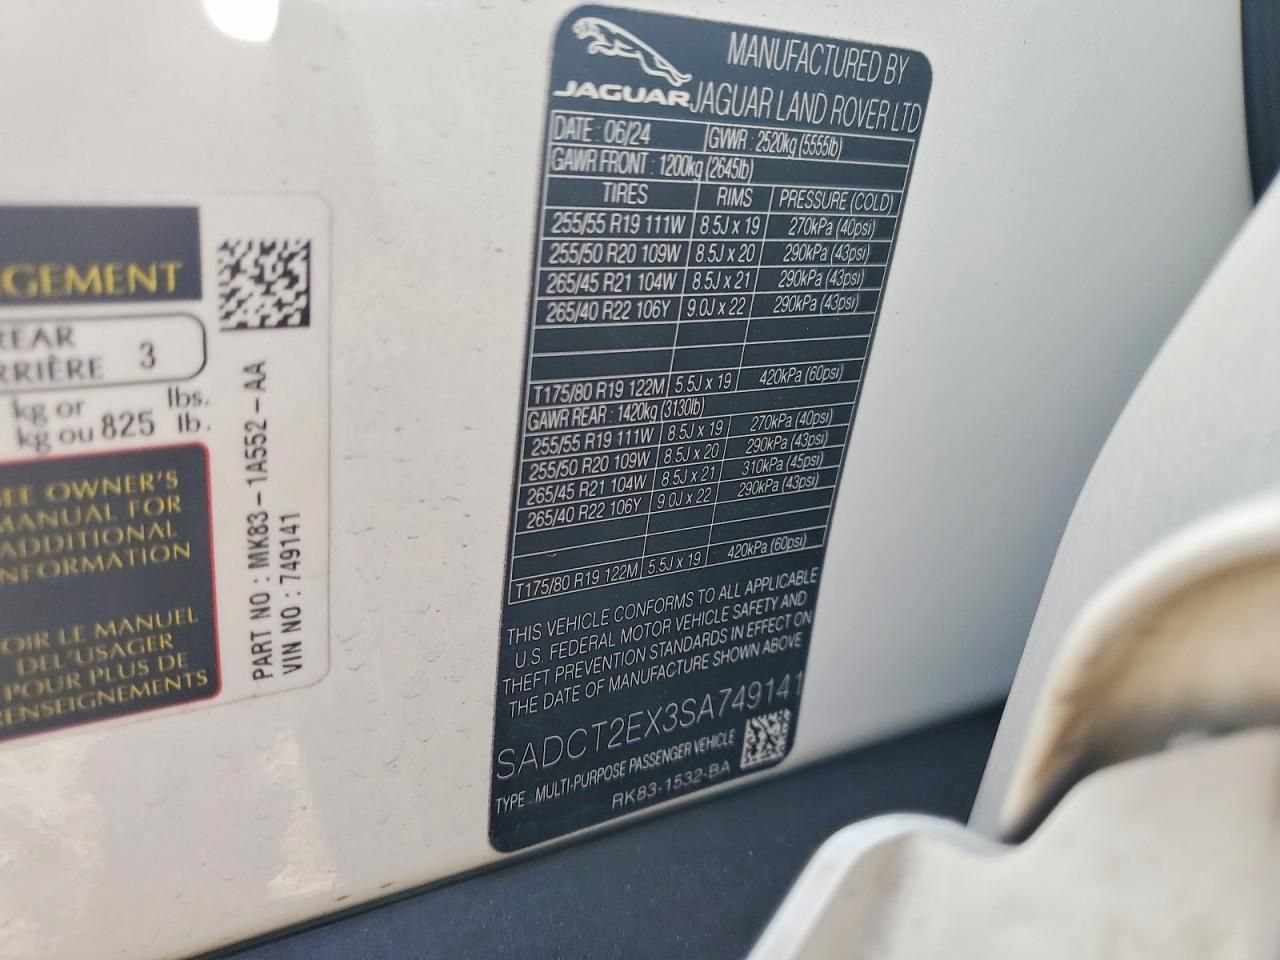 GEMENT
REAR
RRIÈRE 3
kg or lbs.
kg ou 825 lb.
SEE OWNER'S
MANUAL FOR
ADDITIONAL
INFORMATION
VOIR LE MANUEL
DEL'USAGER
POUR PLUS DE
RENSEIGNEMENTS
PART NO : MK83-1A552-AA
VIN NO : 749141
JAGUAR
MANUFACTURED BY
JAGUAR LAND ROVER LTD
DATE : 06/24 GVWR : 2520kg (5555lb)
GAWR FRONT : 1200kg (2645lb)
TIRES RIMS PRESSURE (COLD)
255/55 R19 111W 8.5J x 19 270kPa (40psi)
255/50 R20 109W 8.5J x 20 290kPa (43psi)
265/45 R21 104W 8.5J x 21 290kPa (43psi)
265/40 R22 106Y 9.0J x 22 290kPa (43psi)
T175/80 R19 122M 5.5J x 19 420kPa (60psi)
GAWR REAR : 1420kg (3130lb)
255/55 R19 111W 8.5J x 19 270kPa (40psi)
255/50 R20 109W 8.5J x 20 290kPa (43psi)
265/45 R21 104W 8.5J x 21 310kPa (45psi)
265/40 R22 106Y 9.0J x 22 290kPa (43psi)
T175/80 R19 122M 5.5J x 19 420kPa (60psi)
THIS VEHICLE CONFORMS TO ALL APPLICABLE
U.S. FEDERAL MOTOR VEHICLE SAFETY AND
THEFT PREVENTION STANDARDS IN EFFECT ON
THE DATE OF MANUFACTURE SHOWN ABOVE
SADCT2EX3SA749141
TYPE : MULTI-PURPOSE PASSENGER VEHICLE
RK83-1532-BA